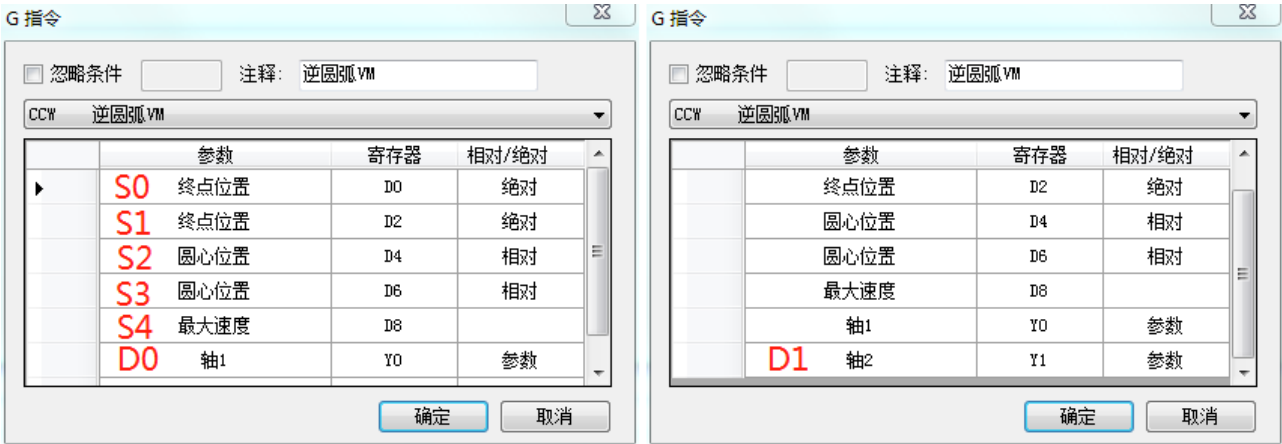 G 指令
忽略条件 注释: 逆圆弧VM
CCW 逆圆弧VM
参数 寄存器 相对/绝对
S0 终点位置 D0 绝对
S1 终点位置 D2 绝对
S2 圆心位置 D4 相对
S3 圆心位置 D6 相对
S4 最大速度 D8
D0 轴1 Y0 参数
确定 取消
G 指令
忽略条件 注释: 逆圆弧VM
CCW 逆圆弧VM
参数 寄存器 相对/绝对
终点位置 D2 绝对
圆心位置 D4 相对
圆心位置 D6 相对
最大速度 D8
轴1 Y0 参数
D1 轴2 Y1 参数
确定 取消